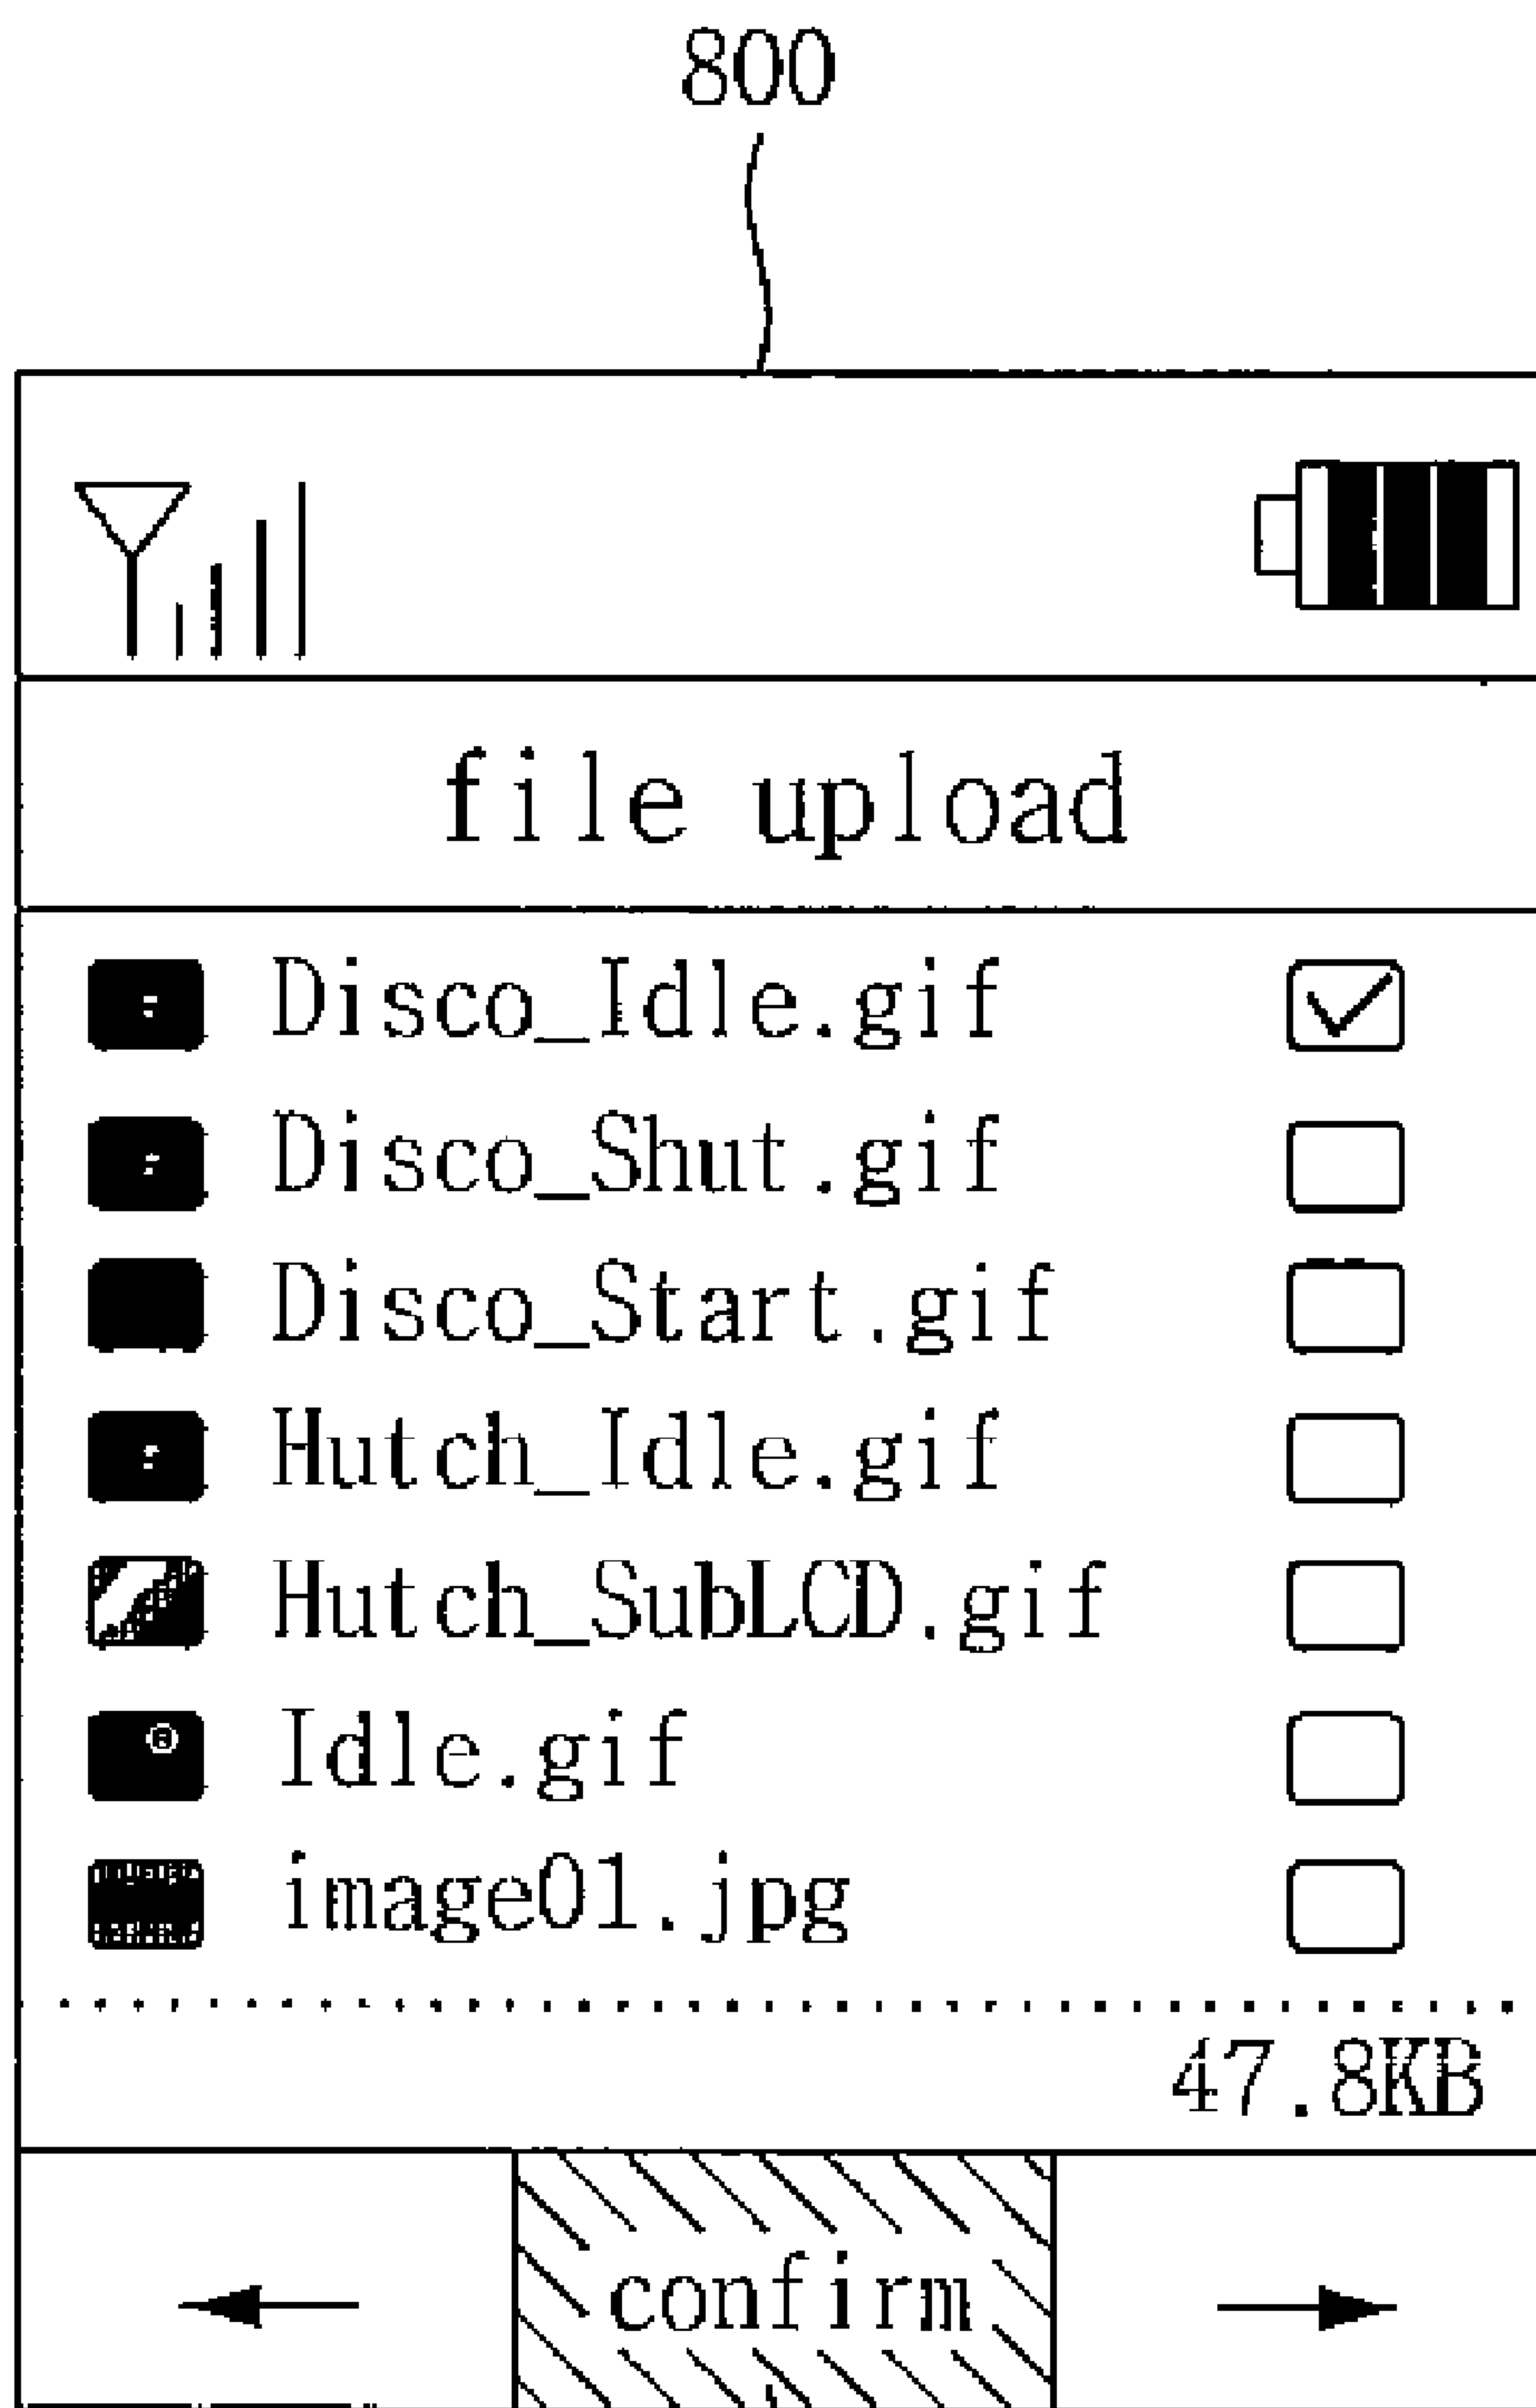 800
file upload
Disco_Idle.gif
Disco_Shut.gif
Disco_Start.gif
Hutch_Idle.gif
Hutch_SubLCD.gif
Idle.gif
image01.jpg
47.8KB
confirm